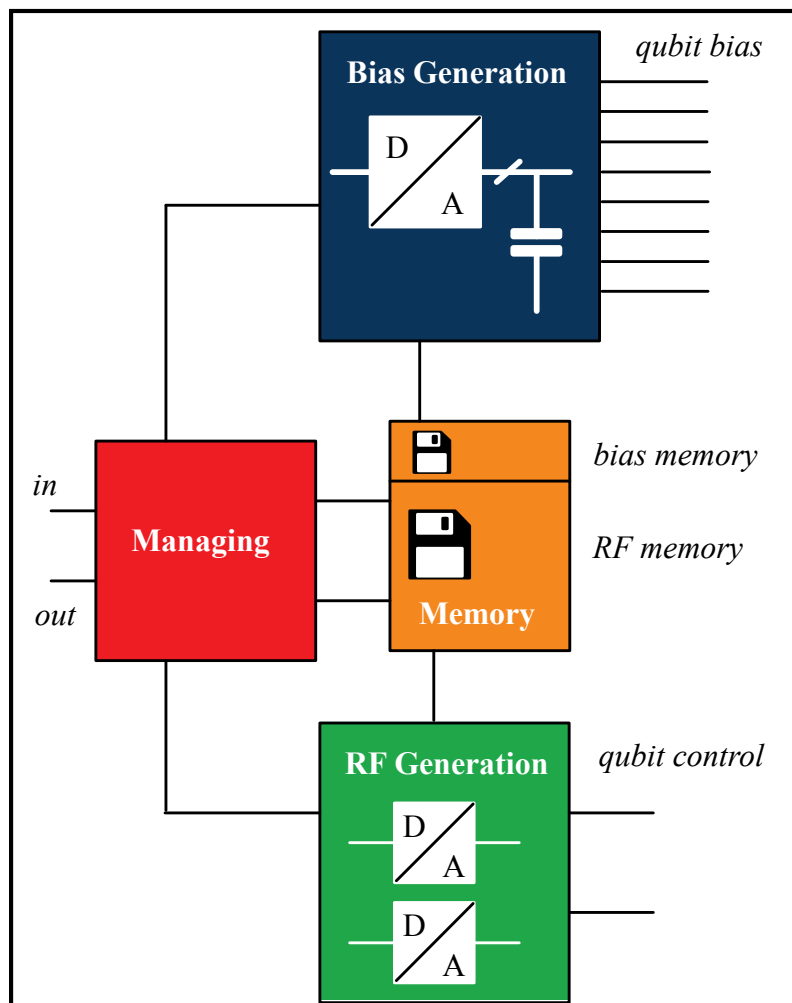 qubit bias
Bias Generation
D
A
bias memory
in
Managing
RF memory
out
Memory
RF Generation
qubit control
D
A
D
A